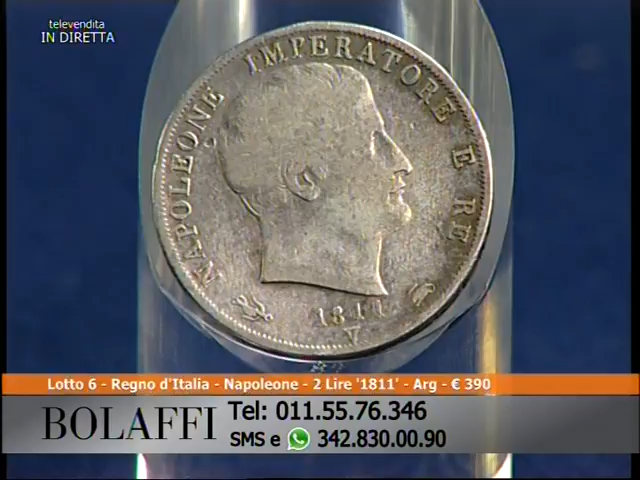 televendita
IN DIRETTA
NAPOLEONE IMPERATORE E RE
1811
V
Lotto 6 - Regno d'Italia - Napoleone - 2 Lire '1811' - Arg - € 390
BOLAFFI
Tel: 011.55.76.346
SMS e 342.830.00.90